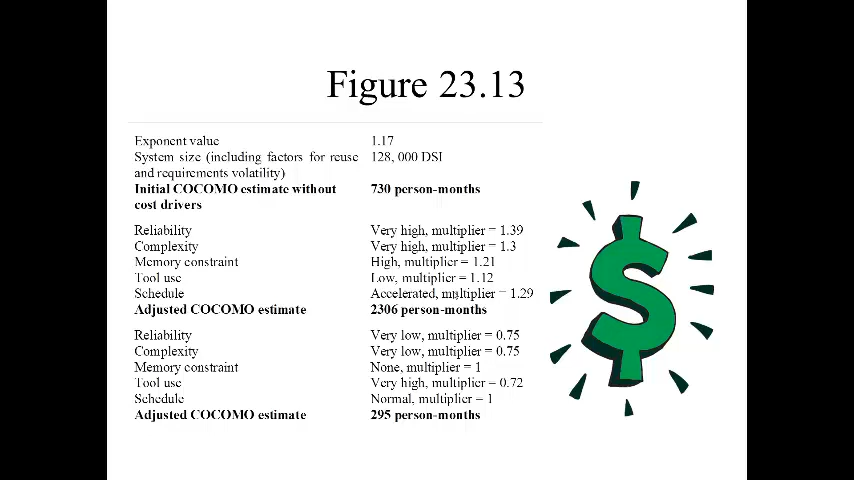 Figure 23.13
Exponent value 1.17
System size (including factors for reuse 128, 000 DSI
and requirements volatility)
Initial COCOMO estimate without 730 person-months
cost drivers
Reliability Very high, multiplier = 1.39
Complexity Very high, multiplier = 1.3
Memory constraint High, multiplier = 1.21
Tool use Low, multiplier = 1.12
Schedule Accelerated, multiplier = 1.29
Adjusted COCOMO estimate 2306 person-months
Reliability Very low, multiplier = 0.75
Complexity Very low, multiplier = 0.75
Memory constraint None, multiplier = 1
Tool use Very high, multiplier = 0.72
Schedule Normal, multiplier = 1
Adjusted COCOMO estimate 295 person-months